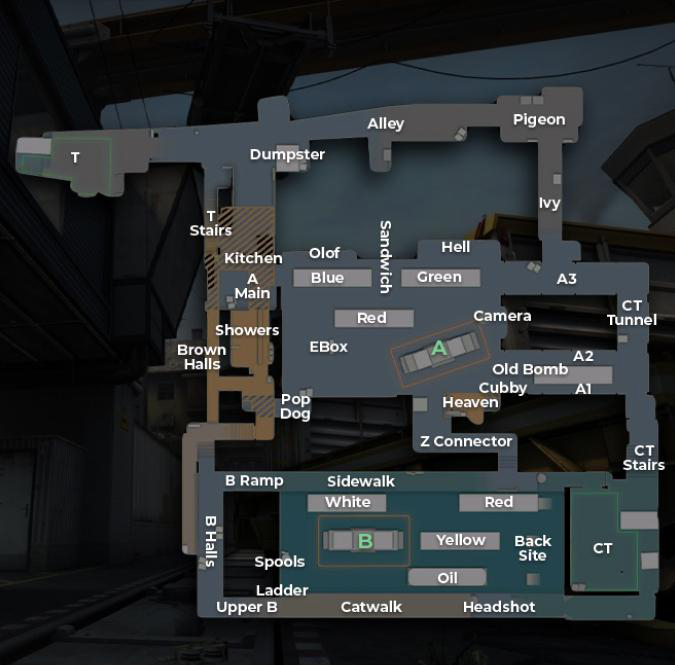 Alley
Pigeon
Dumpster
T
Ivy
T
Stairs
Kitchen
Olof
Sandwich
Hell
Blue
Green
A
Main
A3
CT
Tunnel
Red
Camera
Showers
EBox
A
Brown
Halls
A2
Old Bomb
Cubby
A1
Heaven
Pop
Dog
Z Connector
CT
Stairs
B Ramp
Sidewalk
White
Red
B Halls
B
Yellow
Back
Site
CT
Spools
Oil
Ladder
Upper B
Catwalk
Headshot